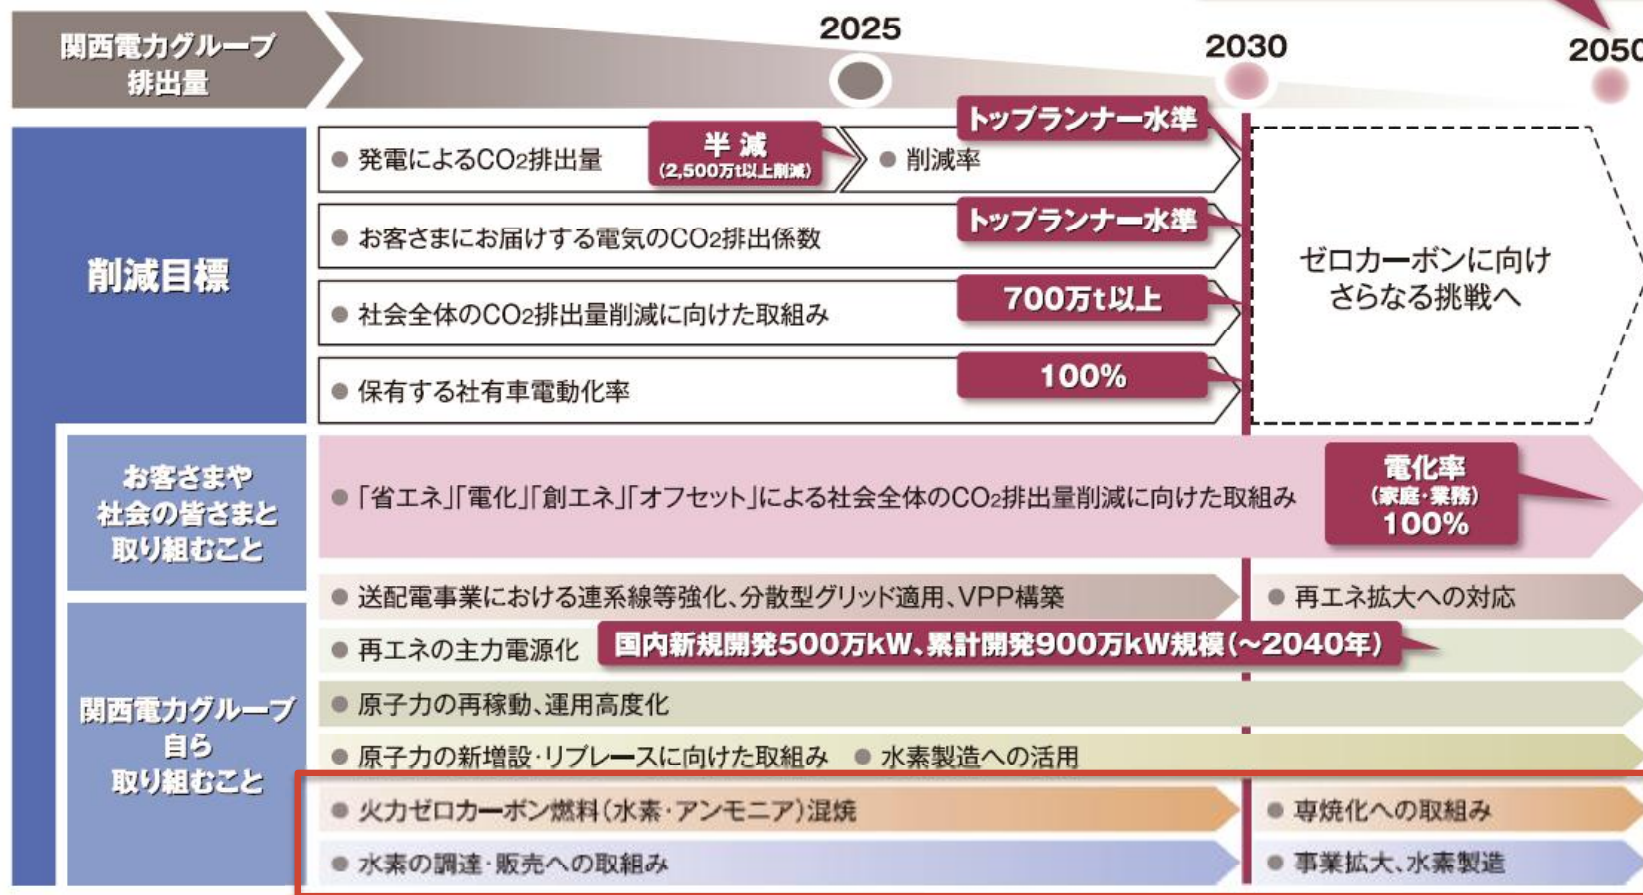 関西電力グループ
排出量
2025
2030
2050
削減目標
● 発電によるCO2排出量
半減
(2,500万t以上削減)
● 削減率
トップランナー水準
● お客さまにお届けする電気のCO2排出係数
トップランナー水準
● 社会全体のCO2排出量削減に向けた取組み
700万t以上
● 保有する社有車電動化率
100%
ゼロカーボンに向け
さらなる挑戦へ
お客さまや
社会の皆さまと
取り組むこと
● 「省エネ」「電化」「創エネ」「オフセット」による社会全体のCO2排出量削減に向けた取組み
電化率
(家庭・業務)
100%
関西電力グループ
自ら
取り組むこと
● 送配電事業における連系線等強化、分散型グリッド適用、VPP構築
● 再エネ拡大への対応
● 再エネの主力電源化
国内新規開発500万kW、累計開発900万kW規模(～2040年)
● 原子力の再稼動、運用高度化
● 原子力の新増設・リプレースに向けた取組み ● 水素製造への活用
● 火力ゼロカーボン燃料(水素・アンモニア)混焼
● 専焼化への取組み
● 水素の調達・販売への取組み
● 事業拡大、水素製造